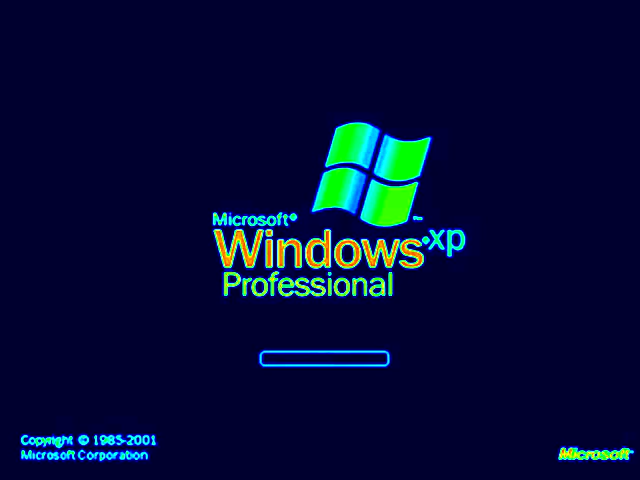 Microsoft®
Windows xp
Professional
Copyright © 1985-2001
Microsoft Corporation
Microsoft